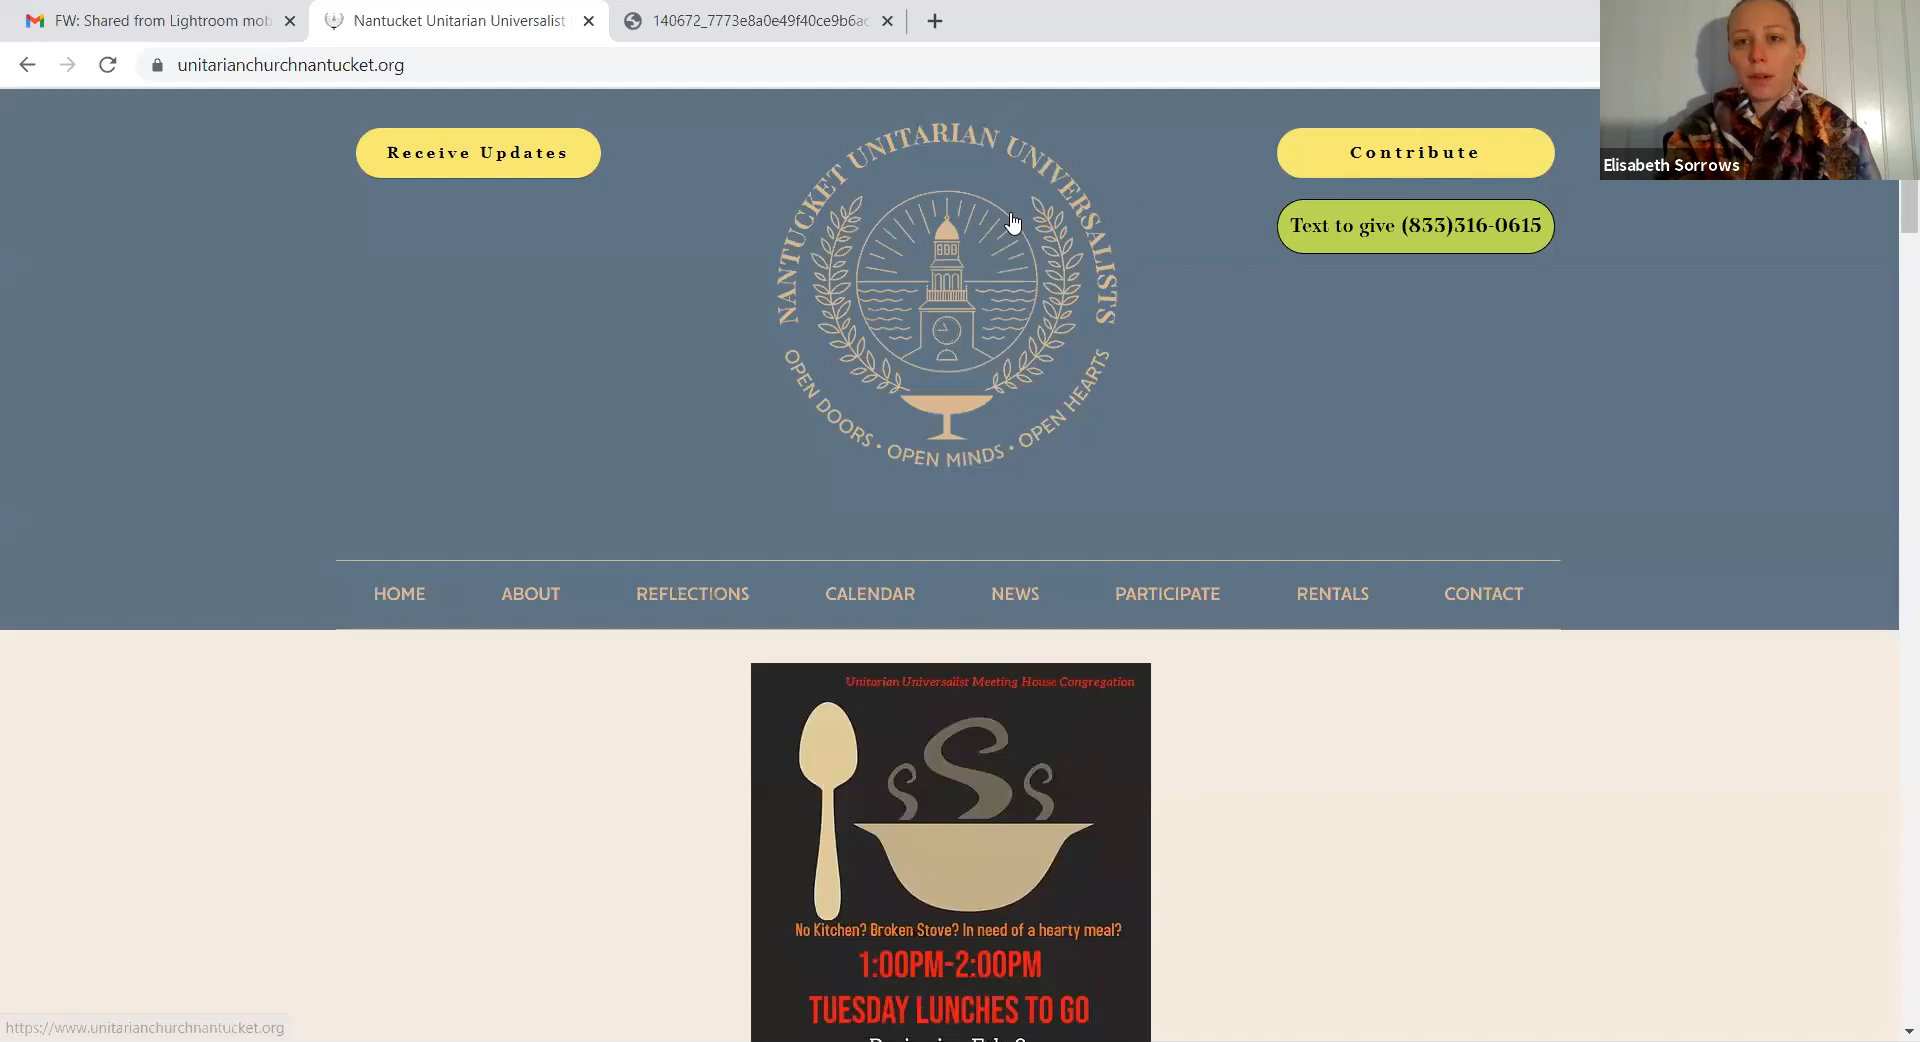 FW: Shared from Lightroom mob
Nantucket Unitarian Universalist
140672_7773e8a0e49f40ce9b6ac
unitarianchurchnantucket.org
Elisabeth Sorrows
Receive Updates
Contribute
Text to give (833)316-0615
NANTUCKET UNITARIAN UNIVERSALISTS
OPEN DOORS • OPEN MINDS • OPEN HEARTS
HOME ABOUT REFLECTIONS CALENDAR NEWS PARTICIPATE RENTALS CONTACT
Unitarian Universalist Meeting House Congregation
No Kitchen? Broken Stove? In need of a hearty meal?
1:00PM-2:00PM
TUESDAY LUNCHES TO GO
https://www.unitarianchurchnantucket.org